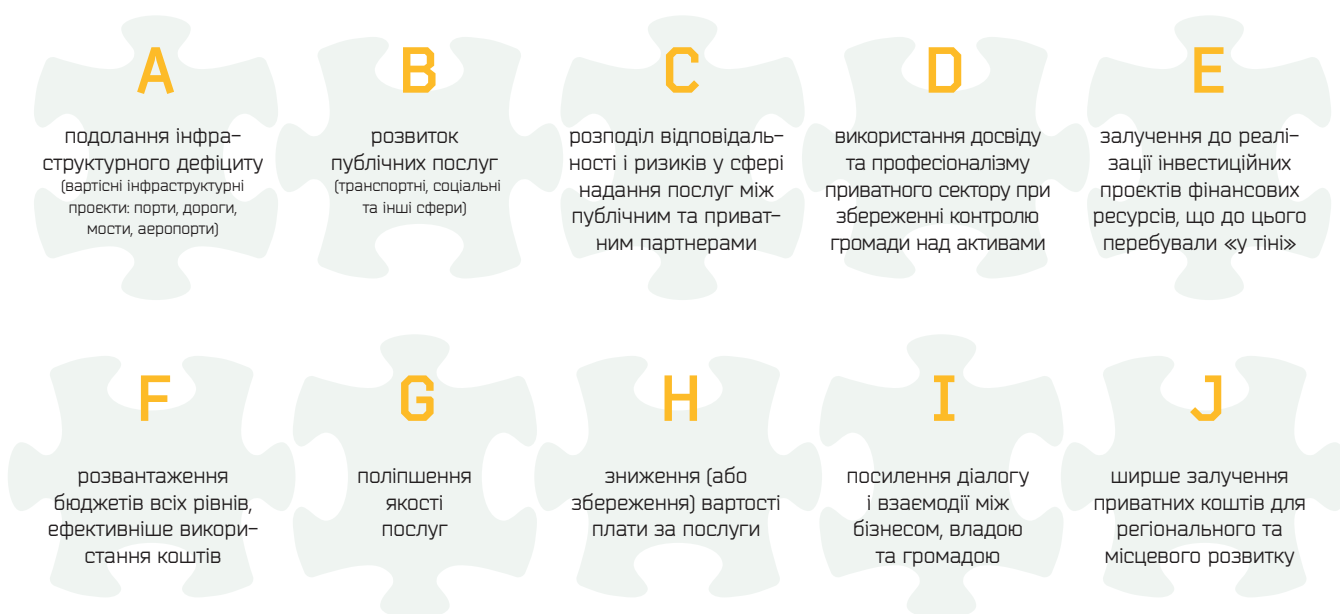 A
подолання інфра-
структурного дефіциту
(вартісні інфраструктурні
проекти: порти, дороги,
мости, аеропорти)
B
розвиток
публічних послуг
(транспортні, соціальні
та інші сфери)
C
розподіл відповідаль-
ності і ризиків у сфері
надання послуг між
публічним та приват-
ним партнерами
D
використання досвіду
та професіоналізму
приватного сектору при
збереженні контролю
громади над активами
E
залучення до реалі-
зації інвестиційних
проектів фінансових
ресурсів, що до цього
перебували «у тіні»
F
розвантаження
бюджетів всіх рівнів,
ефективніше викори-
стання коштів
G
поліпшення
якості
послуг
H
зниження (або
збереження) вартості
плати за послуги
I
посилення діалогу
і взаємодії між
бізнесом, владою
та громадою
J
ширше залучення
приватних коштів для
регіонального та
місцевого розвитку